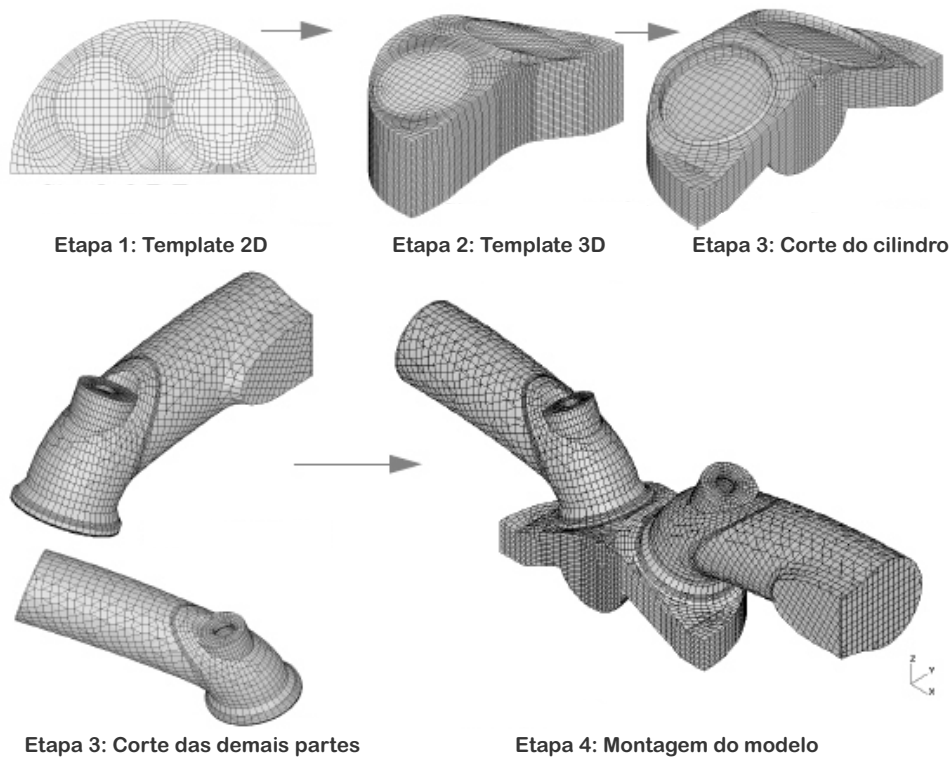 Etapa 1: Template 2D
Etapa 2: Template 3D
Etapa 3: Corte do cilindro
Z
Y
X
Etapa 3: Corte das demais partes
Etapa 4: Montagem do modelo